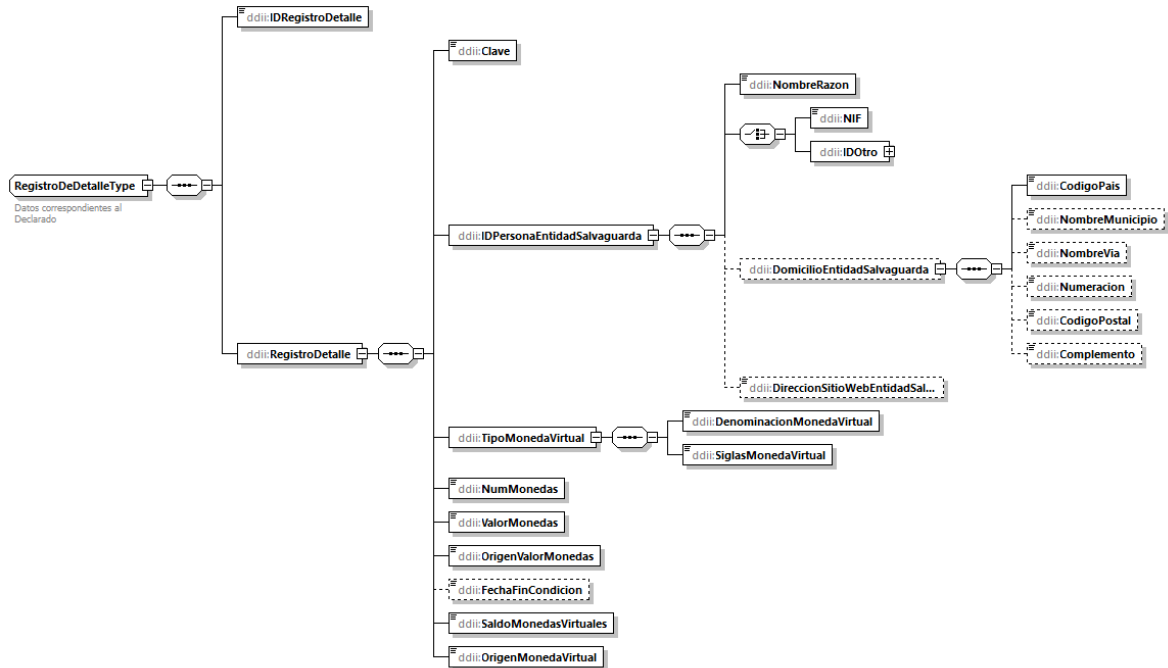 ddii:IDRegistroDetalle
ddii:Clave
ddii:NombreRazon
ddii:NIF
ddii:IDOtro
RegistroDeDetalleType
Datos correspondientes al
Declarado
ddii:CodigoPais
ddii:NombreMunicipio
ddii:IDPersonaEntidadSalvaguarda
ddii:NombreVia
ddii:DomicilioEntidadSalvaguarda
ddii:Numeracion
ddii:CodigoPostal
ddii:RegistroDetalle
ddii:Complemento
ddii:DireccionSitioWebEntidadSal...
ddii:TipoMonedaVirtual
ddii:DenominacionMonedaVirtual
ddii:SiglasMonedaVirtual
ddii:NumMonedas
ddii:ValorMonedas
ddii:OrigenValorMonedas
ddii:FechaFinCondicion
ddii:SaldoMonedasVirtuales
ddii:OrigenMonedaVirtual